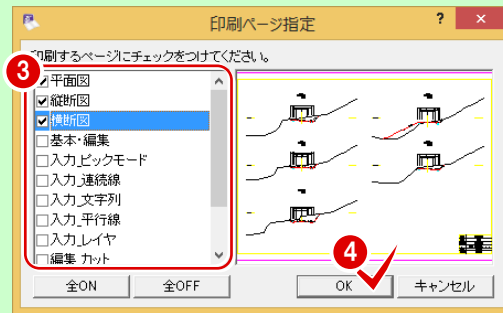 印刷ページ指定
? ×
印刷するページにチェックをつけてください。
3
平面図
縦断図
横断図
基本・編集
入力_ピックモード
入力_連続線
入力_文字列
入力_平行線
入力_レイヤ
編集_カット
4
全ON 全OFF OK キャンセル